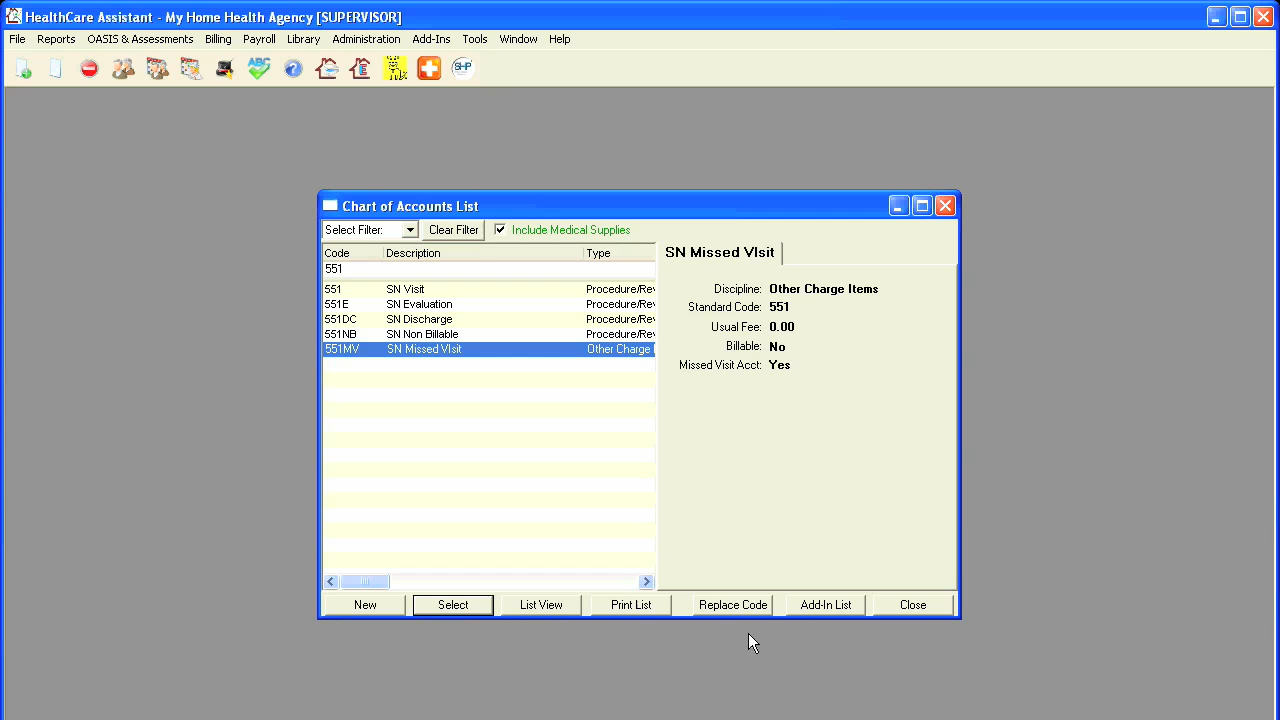 HealthCare Assistant - My Home Health Agency [SUPERVISOR]
File Reports OASIS & Assessments Billing Payroll Library Administration Add-Ins Tools Window Help
ABC ? E SHP
Chart of Accounts List
Select Filter: Clear Filter Include Medical Supplies
Code Description Type
551
551 SN Visit Procedure/Rev
551E SN Evaluation Procedure/Rev
551DC SN Discharge Procedure/Rev
551NB SN Non Billable Procedure/Rev
551MV SN Missed VIsit Other Charge I
SN Missed VIsit
Discipline: Other Charge Items
Standard Code: 551
Usual Fee: 0.00
Billable: No
Missed Visit Acct: Yes
New Select List View Print List Replace Code Add-In List Close